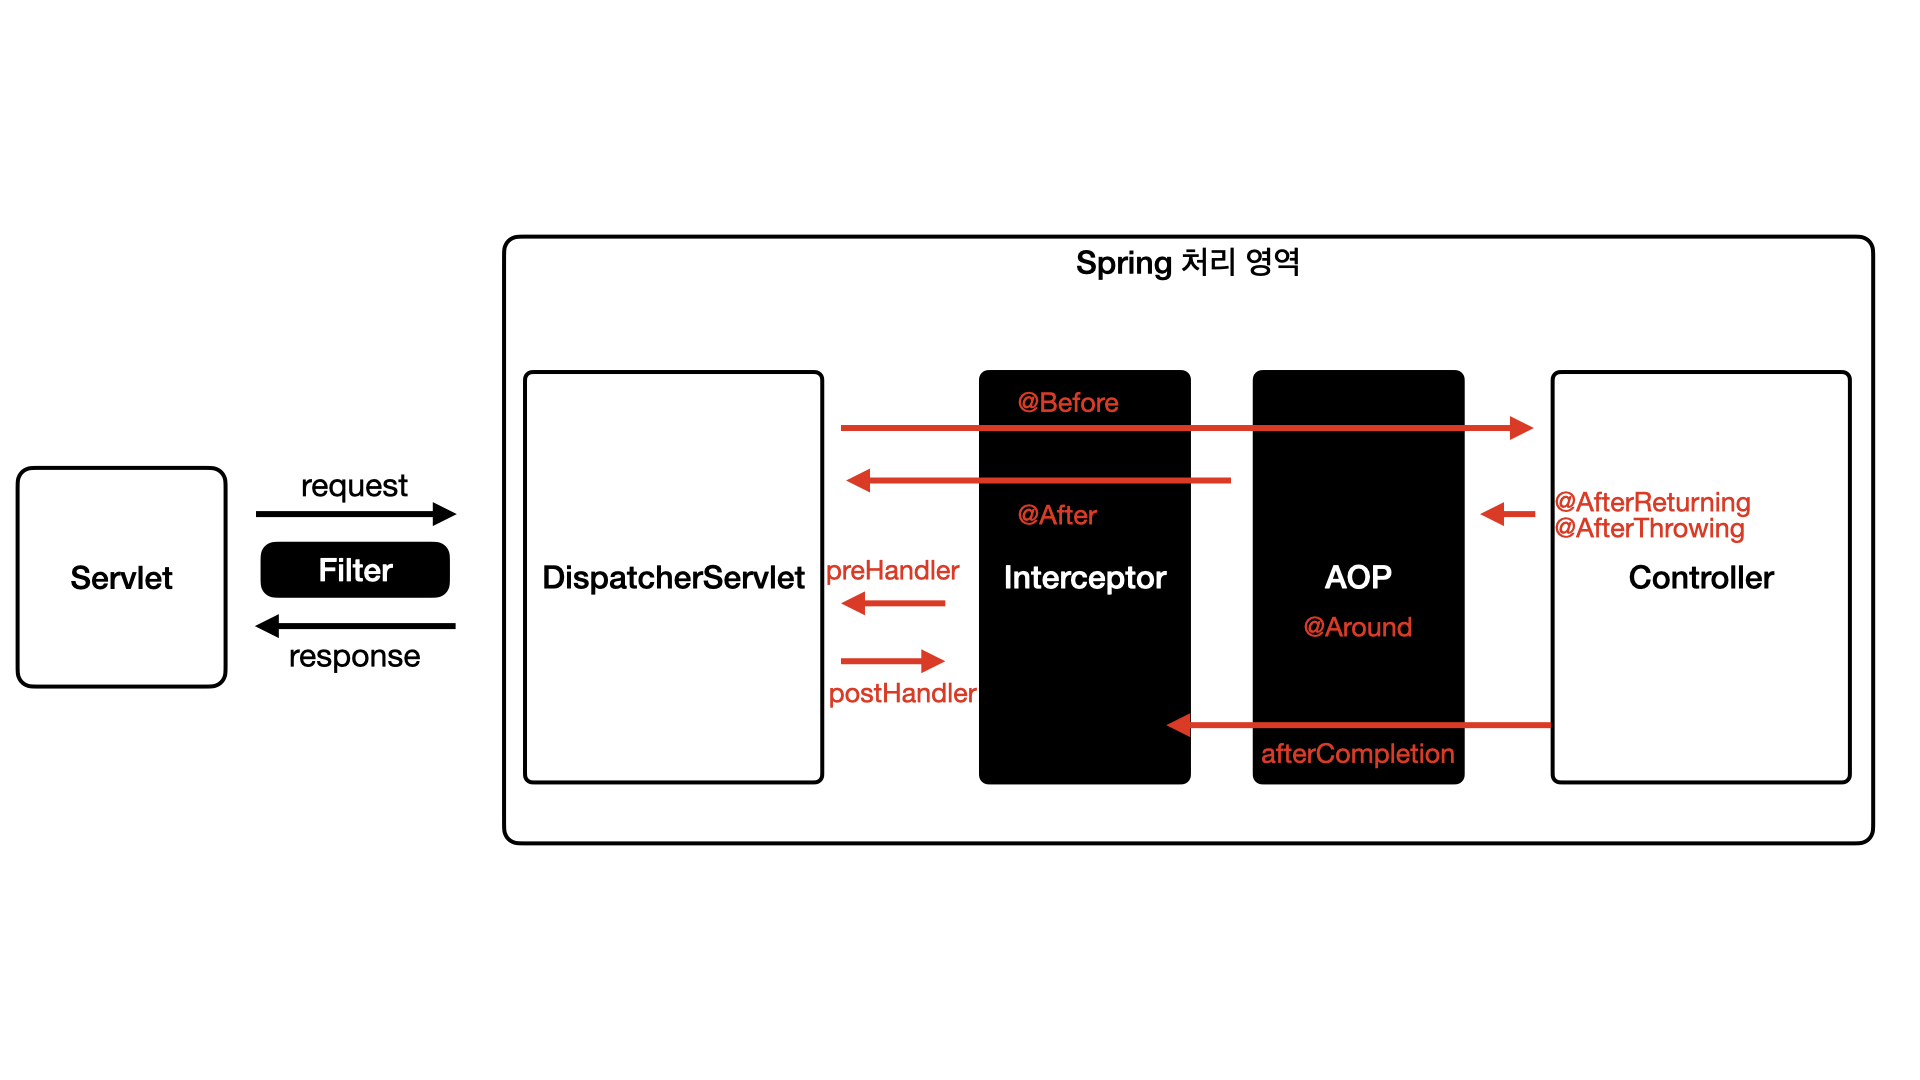 Spring 처리 영역
Servlet
request
Filter
response
DispatcherServlet
preHandler
postHandler
@Before
@After
Interceptor
AOP
@Around
afterCompletion
@AfterReturning
@AfterThrowing
Controller